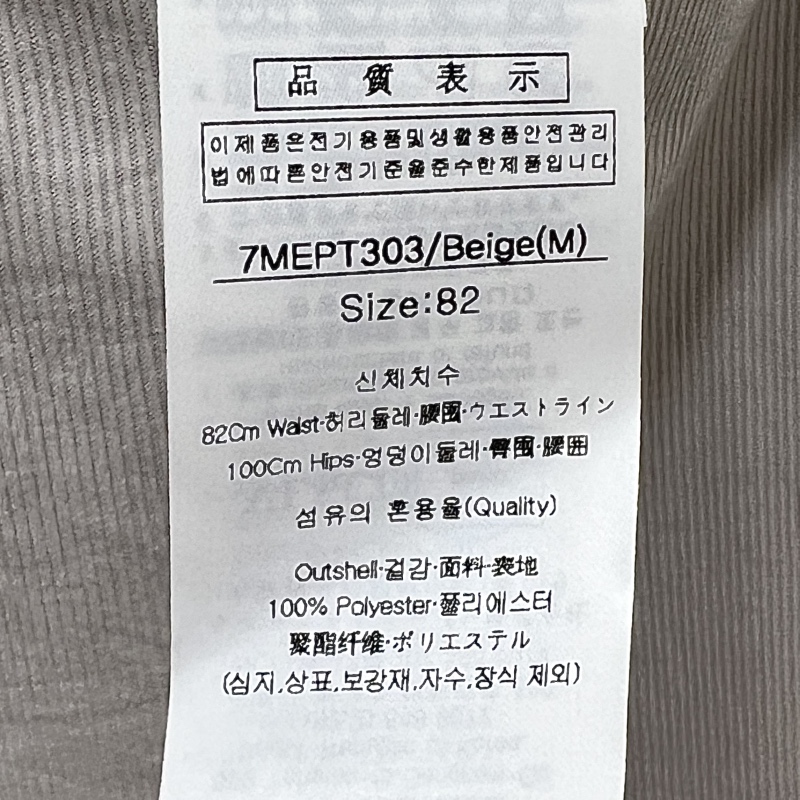 品質表示
이제품은전기용품및생활용품안전관리
법에따른안전기준을준수한제품입니다
7MEPT303/Beige(M)
Size:82
신체치수
82Cm Waist·허리둘레·腰围·ウエストライン
100Cm Hips·엉덩이둘레·臀围·腰囲
섬유의 혼용율(Quality)
Outshell·겉감·面料·表地
100% Polyester·폴리에스터
聚酯纤维·ポリエステル
(심지,상표,보강재,자수,장식 제외)